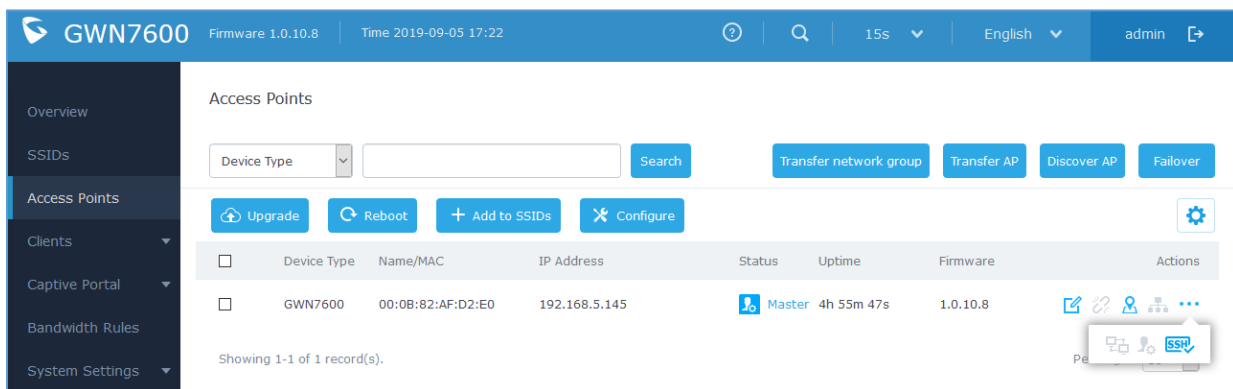 GWN7600 Firmware 1.0.10.8 Time 2019-09-05 17:22 15s English admin
Overview
SSIDs
Access Points
Clients
Captive Portal
Bandwidth Rules
System Settings
Access Points
Device Type Search Transfer network group Transfer AP Discover AP Failover
Upgrade Reboot Add to SSIDs Configure
Device Type Name/MAC IP Address Status Uptime Firmware Actions
GWN7600 00:0B:82:AF:D2:E0 192.168.5.145 Master 4h 55m 47s 1.0.10.8
SSH
Showing 1-1 of 1 record(s).